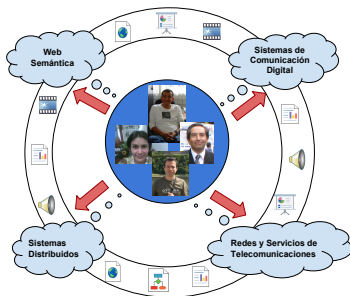 Web
Semántica
Sistemas de
Comunicación
Digital
Sistemas
Distribuidos
Redes y Servicios de
Telecomunicaciones